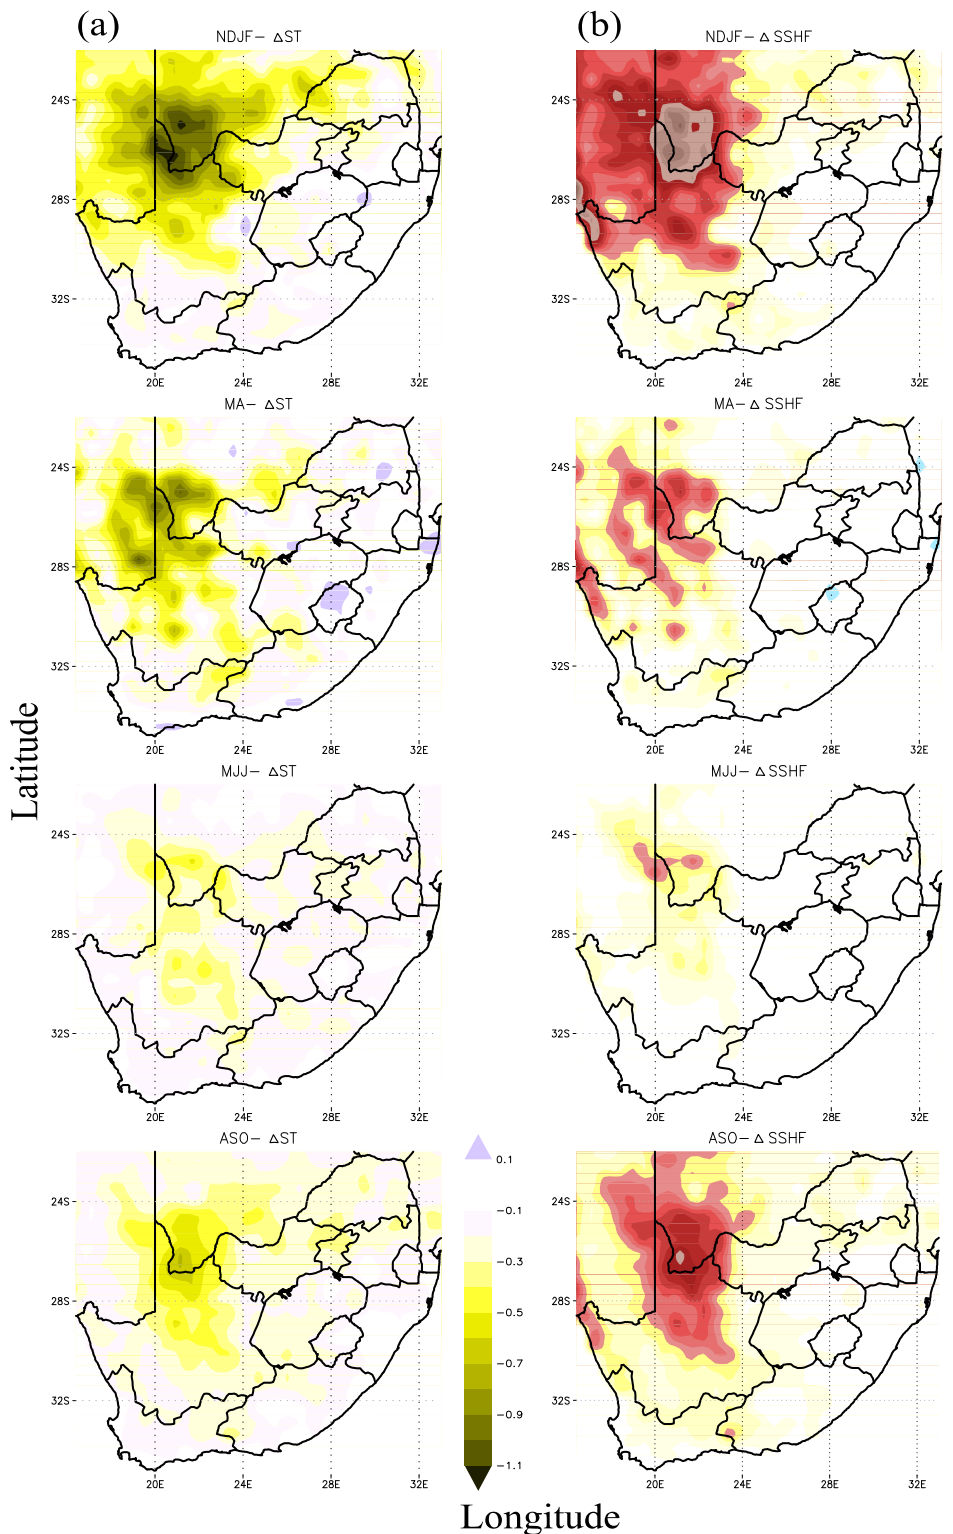 (a) (b)
NDJF− △ST NDJF− △ SSHF
24S 24S
28S 28S
32S 32S
20E 24E 28E 32E 20E 24E 28E 32E
MA− △ST MA− △ SSHF
24S 24S
28S 28S
32S 32S
20E 24E 28E 32E 20E 24E 28E 32E
Latitude
MJJ− △ST MJJ− △ SSHF
24S 24S
28S 28S
32S 32S
20E 24E 28E 32E 20E 24E 28E 32E
ASO− △ST ASO− △ SSHF
24S 24S
28S 28S
32S 32S
20E 24E 28E 32E 20E 24E 28E 32E
0.1
−0.1
−0.3
−0.5
−0.7
−0.9
−1.1
Longitude